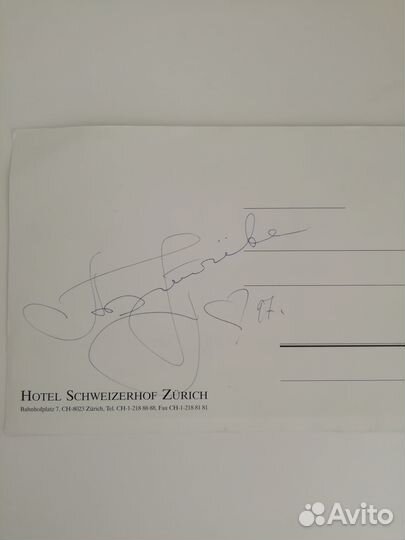 97.
HOTEL SCHWEIZERHOF ZÜRICH
Bahnhofplatz 7, CH-8023 Zürich, Tel. CH-1-218 88 88, Fax CH-1-218 81 81
Avito